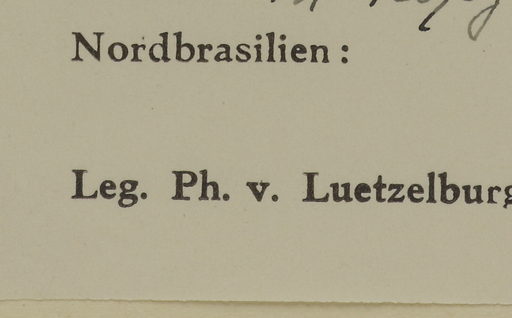 Nordbrasilien:
Leg. Ph. v. Luetzelburg